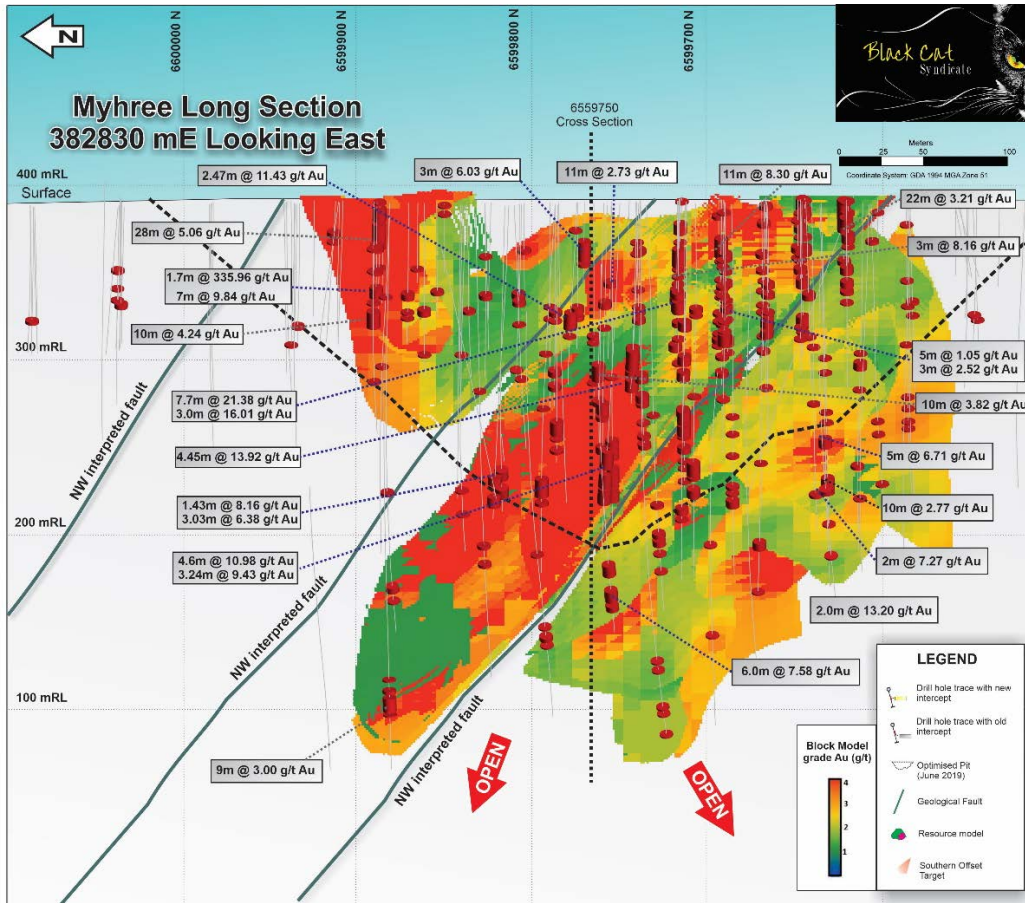 N
6600000 N
6599900 N
6599800 N
6599700 N
Black Cat
Syndicate
Myhree Long Section
382830 mE Looking East
6559750
Cross Section
Meters
0 25 50 100
Coordinate System: GDA 1994 MGA Zone 51
400 mRL
Surface
300 mRL
200 mRL
100 mRL
2.47m @ 11.43 g/t Au
3m @ 6.03 g/t Au
11m @ 2.73 g/t Au
11m @ 8.30 g/t Au
22m @ 3.21 g/t Au
28m @ 5.06 g/t Au
3m @ 8.16 g/t Au
1.7m @ 335.96 g/t Au
7m @ 9.84 g/t Au
10m @ 4.24 g/t Au
5m @ 1.05 g/t Au
3m @ 2.52 g/t Au
7.7m @ 21.38 g/t Au
3.0m @ 16.01 g/t Au
10m @ 3.82 g/t Au
4.45m @ 13.92 g/t Au
5m @ 6.71 g/t Au
1.43m @ 8.16 g/t Au
3.03m @ 6.38 g/t Au
10m @ 2.77 g/t Au
4.6m @ 10.98 g/t Au
3.24m @ 9.43 g/t Au
2m @ 7.27 g/t Au
2.0m @ 13.20 g/t Au
6.0m @ 7.58 g/t Au
9m @ 3.00 g/t Au
NW interpreted fault
NW interpreted fault
NW interpreted fault
OPEN
OPEN
Block Model
grade Au (g/t)
4
3
2
1
LEGEND
Drill hole trace with new
intercept
Drill hole trace with old
intercept
Optimised Pit
(June 2019)
Geological Fault
Resource model
Southern Offset
Target